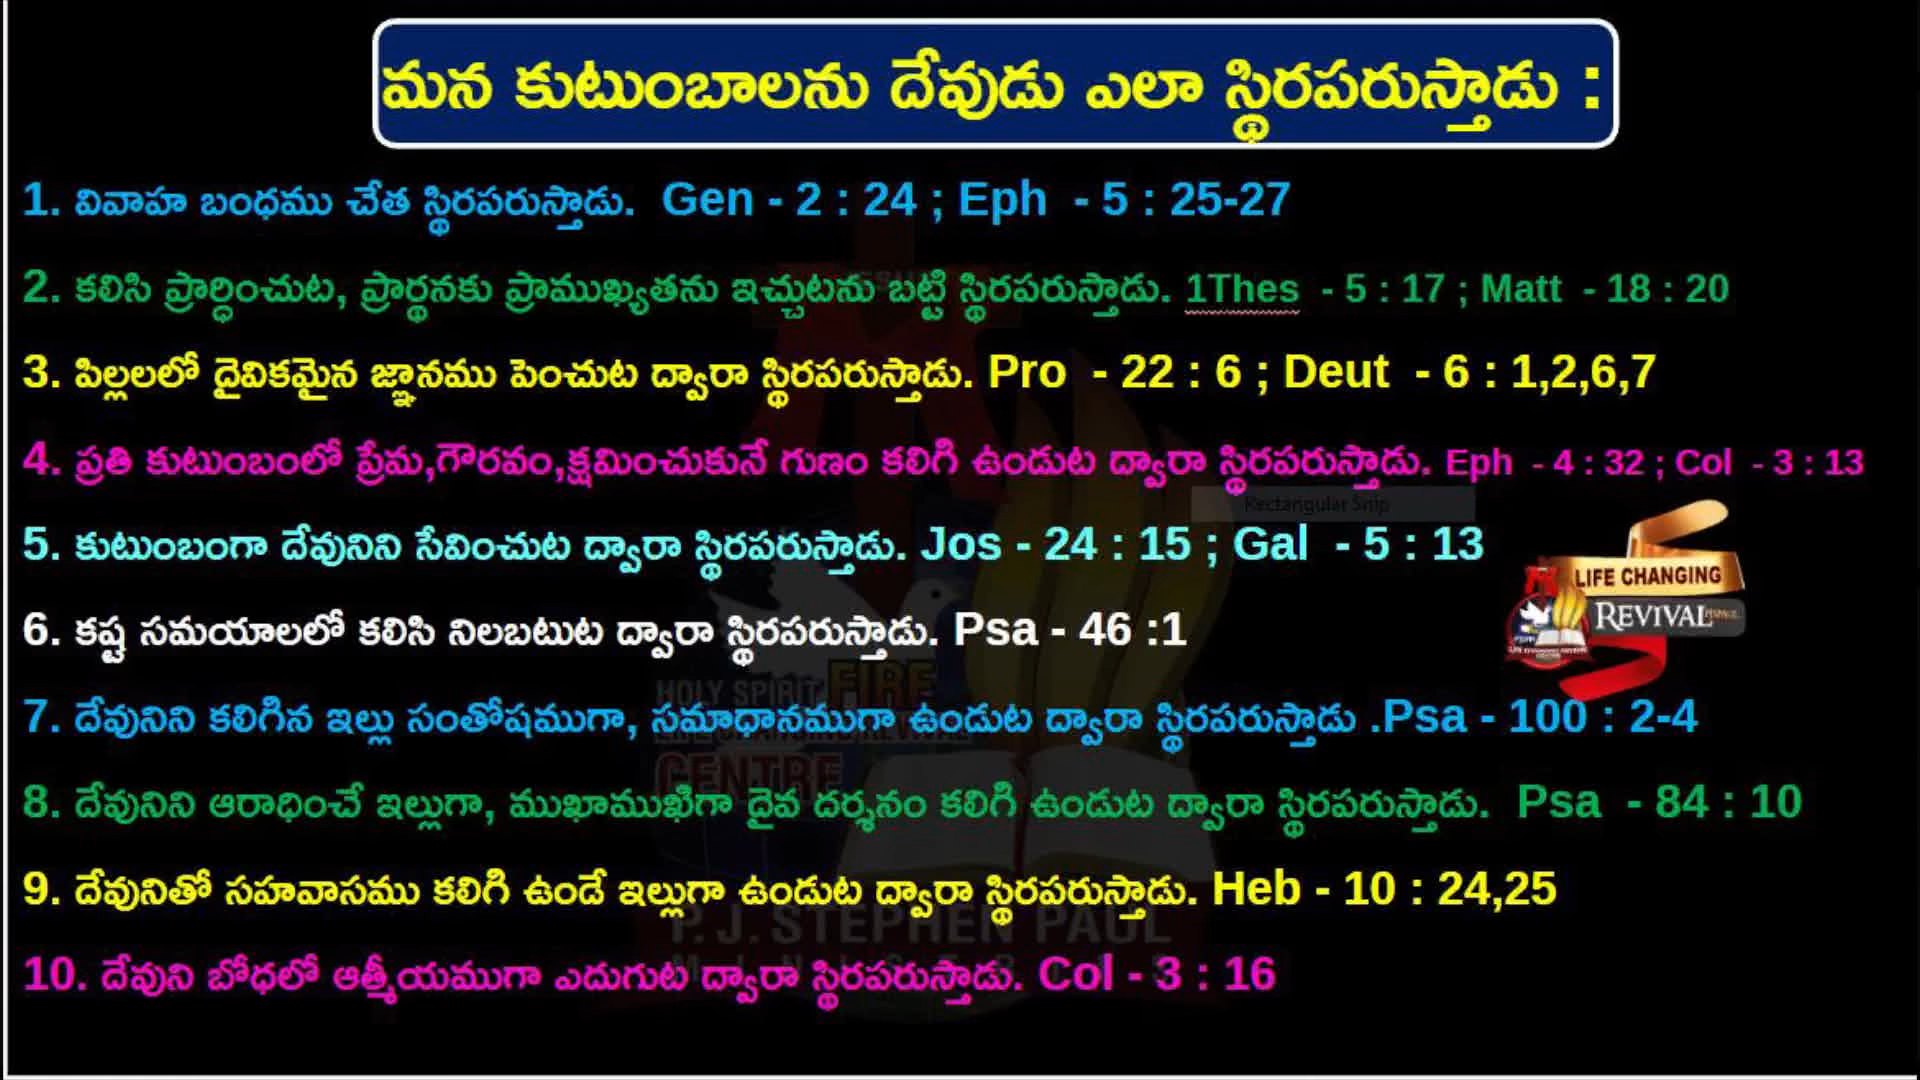 మన కుటుంబాలను దేవుడు ఎలా స్థిరపరుస్తాడు :
1. వివాహ బంధము చేత స్థిరపరుస్తాడు. Gen - 2 : 24 ; Eph - 5 : 25-27
2. కలిసి ప్రార్ధించుట, ప్రార్థనకు ప్రాముఖ్యతను ఇచ్చుటను బట్టి స్థిరపరుస్తాడు. 1Thes - 5 : 17 ; Matt - 18 : 20
3. పిల్లలలో దైవికమైన జ్ఞానము పెంచుట ద్వారా స్థిరపరుస్తాడు. Pro - 22 : 6 ; Deut - 6 : 1,2,6,7
4. ప్రతి కుటుంబంలో ప్రేమ,గౌరవం,క్షమించుకునే గుణం కలిగి ఉండుట ద్వారా స్థిరపరుస్తాడు. Eph - 4 : 32 ; Col - 3 : 13
Rectangular Snip
5. కుటుంబంగా దేవునిని సేవించుట ద్వారా స్థిరపరుస్తాడు. Jos - 24 : 15 ; Gal - 5 : 13
LIFE CHANGING
REVIVAL
6. కష్ట సమయాలలో కలిసి నిలబటుట ద్వారా స్థిరపరుస్తాడు. Psa - 46 :1
HOLY SPIRIT FIRE
7. దేవునిని కలిగిన ఇల్లు సంతోషముగా, సమాధానముగా ఉండుట ద్వారా స్థిరపరుస్తాడు .Psa - 100 : 2-4
CENTRE
8. దేవునిని ఆరాధించే ఇల్లుగా, ముఖాముఖిగా దైవ దర్శనం కలిగి ఉండుట ద్వారా స్థిరపరుస్తాడు. Psa - 84 : 10
9. దేవునితో సహవాసము కలిగి ఉండే ఇల్లుగా ఉండుట ద్వారా స్థిరపరుస్తాడు. Heb - 10 : 24,25
P.J. STEPHEN PAUL
10. దేవుని బోధలో ఆత్మీయముగా ఎదుగుట ద్వారా స్థిరపరుస్తాడు. Col - 3 : 16